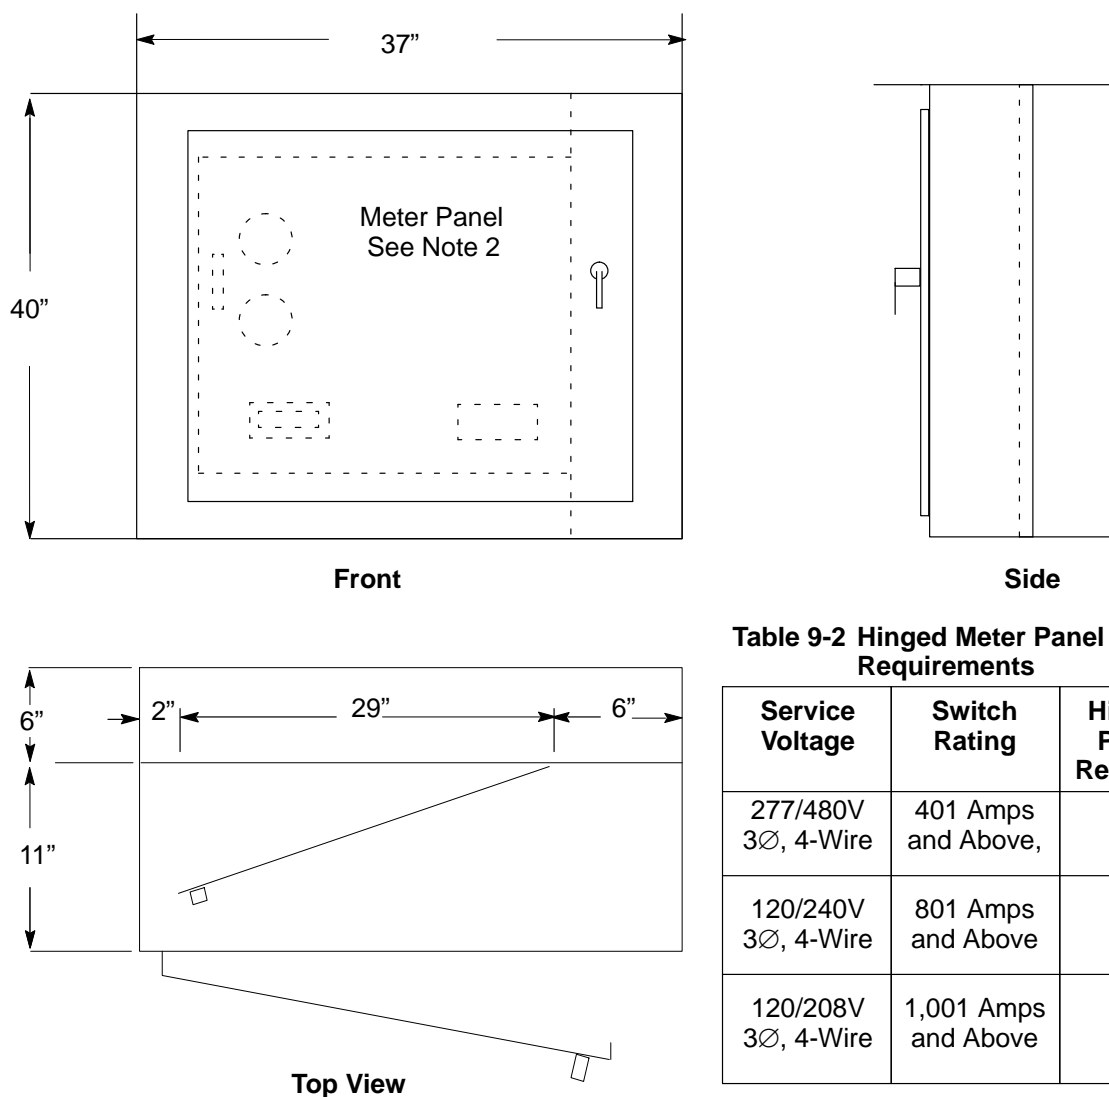 37”
40”
Meter Panel
See Note 2
Front
Side
6”
2”
29”
6”
11”
Top View
Table 9-2 Hinged Meter Panel
Requirements
Service
Voltage
Switch
Rating
277/480V
3∅, 4-Wire
401 Amps
and Above,
120/240V
3∅, 4-Wire
801 Amps
and Above
120/208V
3∅, 4-Wire
1,001 Amps
and Above